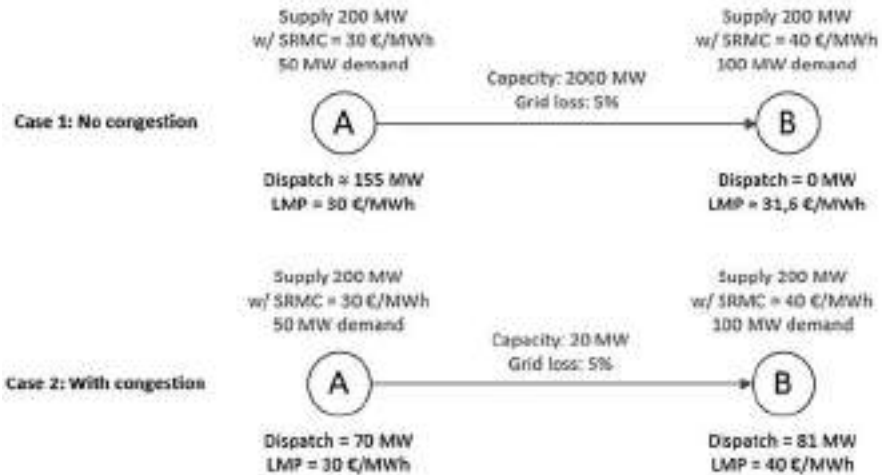 Supply 200 MW
w/ SRMC = 30 €/MWh
50 MW demand
Supply 200 MW
w/ SRMC = 40 €/MWh
100 MW demand
Capacity: 2000 MW
Grid loss: 5%
Case 1: No congestion
A
B
Dispatch = 155 MW
LMP = 30 €/MWh
Dispatch = 0 MW
LMP = 31,6 €/MWh
Supply 200 MW
w/ SRMC = 30 €/MWh
50 MW demand
Supply 200 MW
w/ SRMC = 40 €/MWh
100 MW demand
Capacity: 20 MW
Grid loss: 5%
Case 2: With congestion
A
B
Dispatch = 70 MW
LMP = 30 €/MWh
Dispatch = 81 MW
LMP = 40 €/MWh